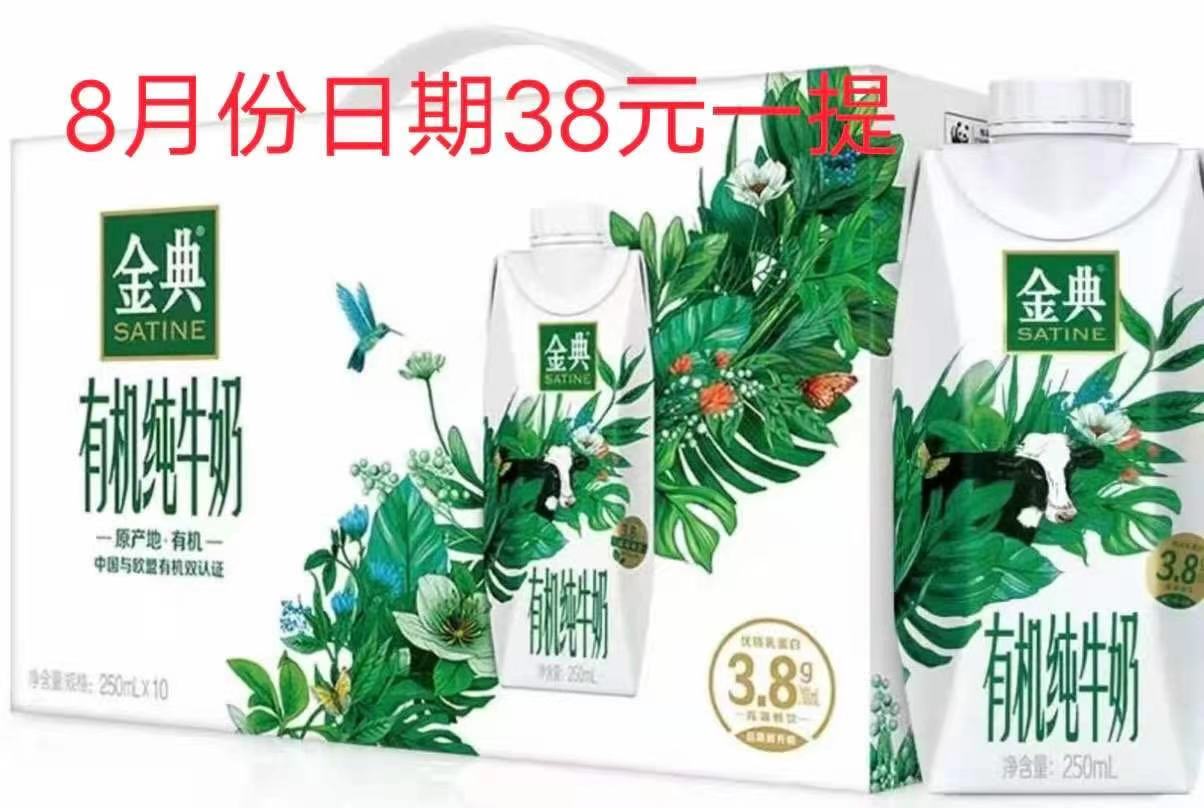 8月份日期38元一提
金典®
SATINE
有机纯牛奶
原产地·有机
中国与欧盟有机双认证
净含量/规格：250mL×10
金典
SATINE
3.8
有机纯牛奶
净含量：250mL
优质乳蛋白
3.8g
金典®
SATINE
3.8
有机纯牛奶
净含量：250mL